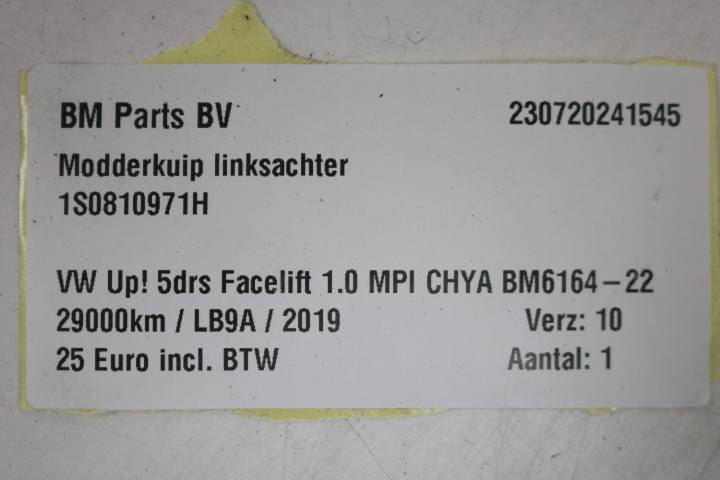 BM Parts BV 230720241545
Modderkuip linksachter
1S0810971H
VW Up! 5drs Facelift 1.0 MPI CHYA BM6164-22
29000km / LB9A / 2019 Verz: 10
25 Euro incl. BTW Aantal: 1